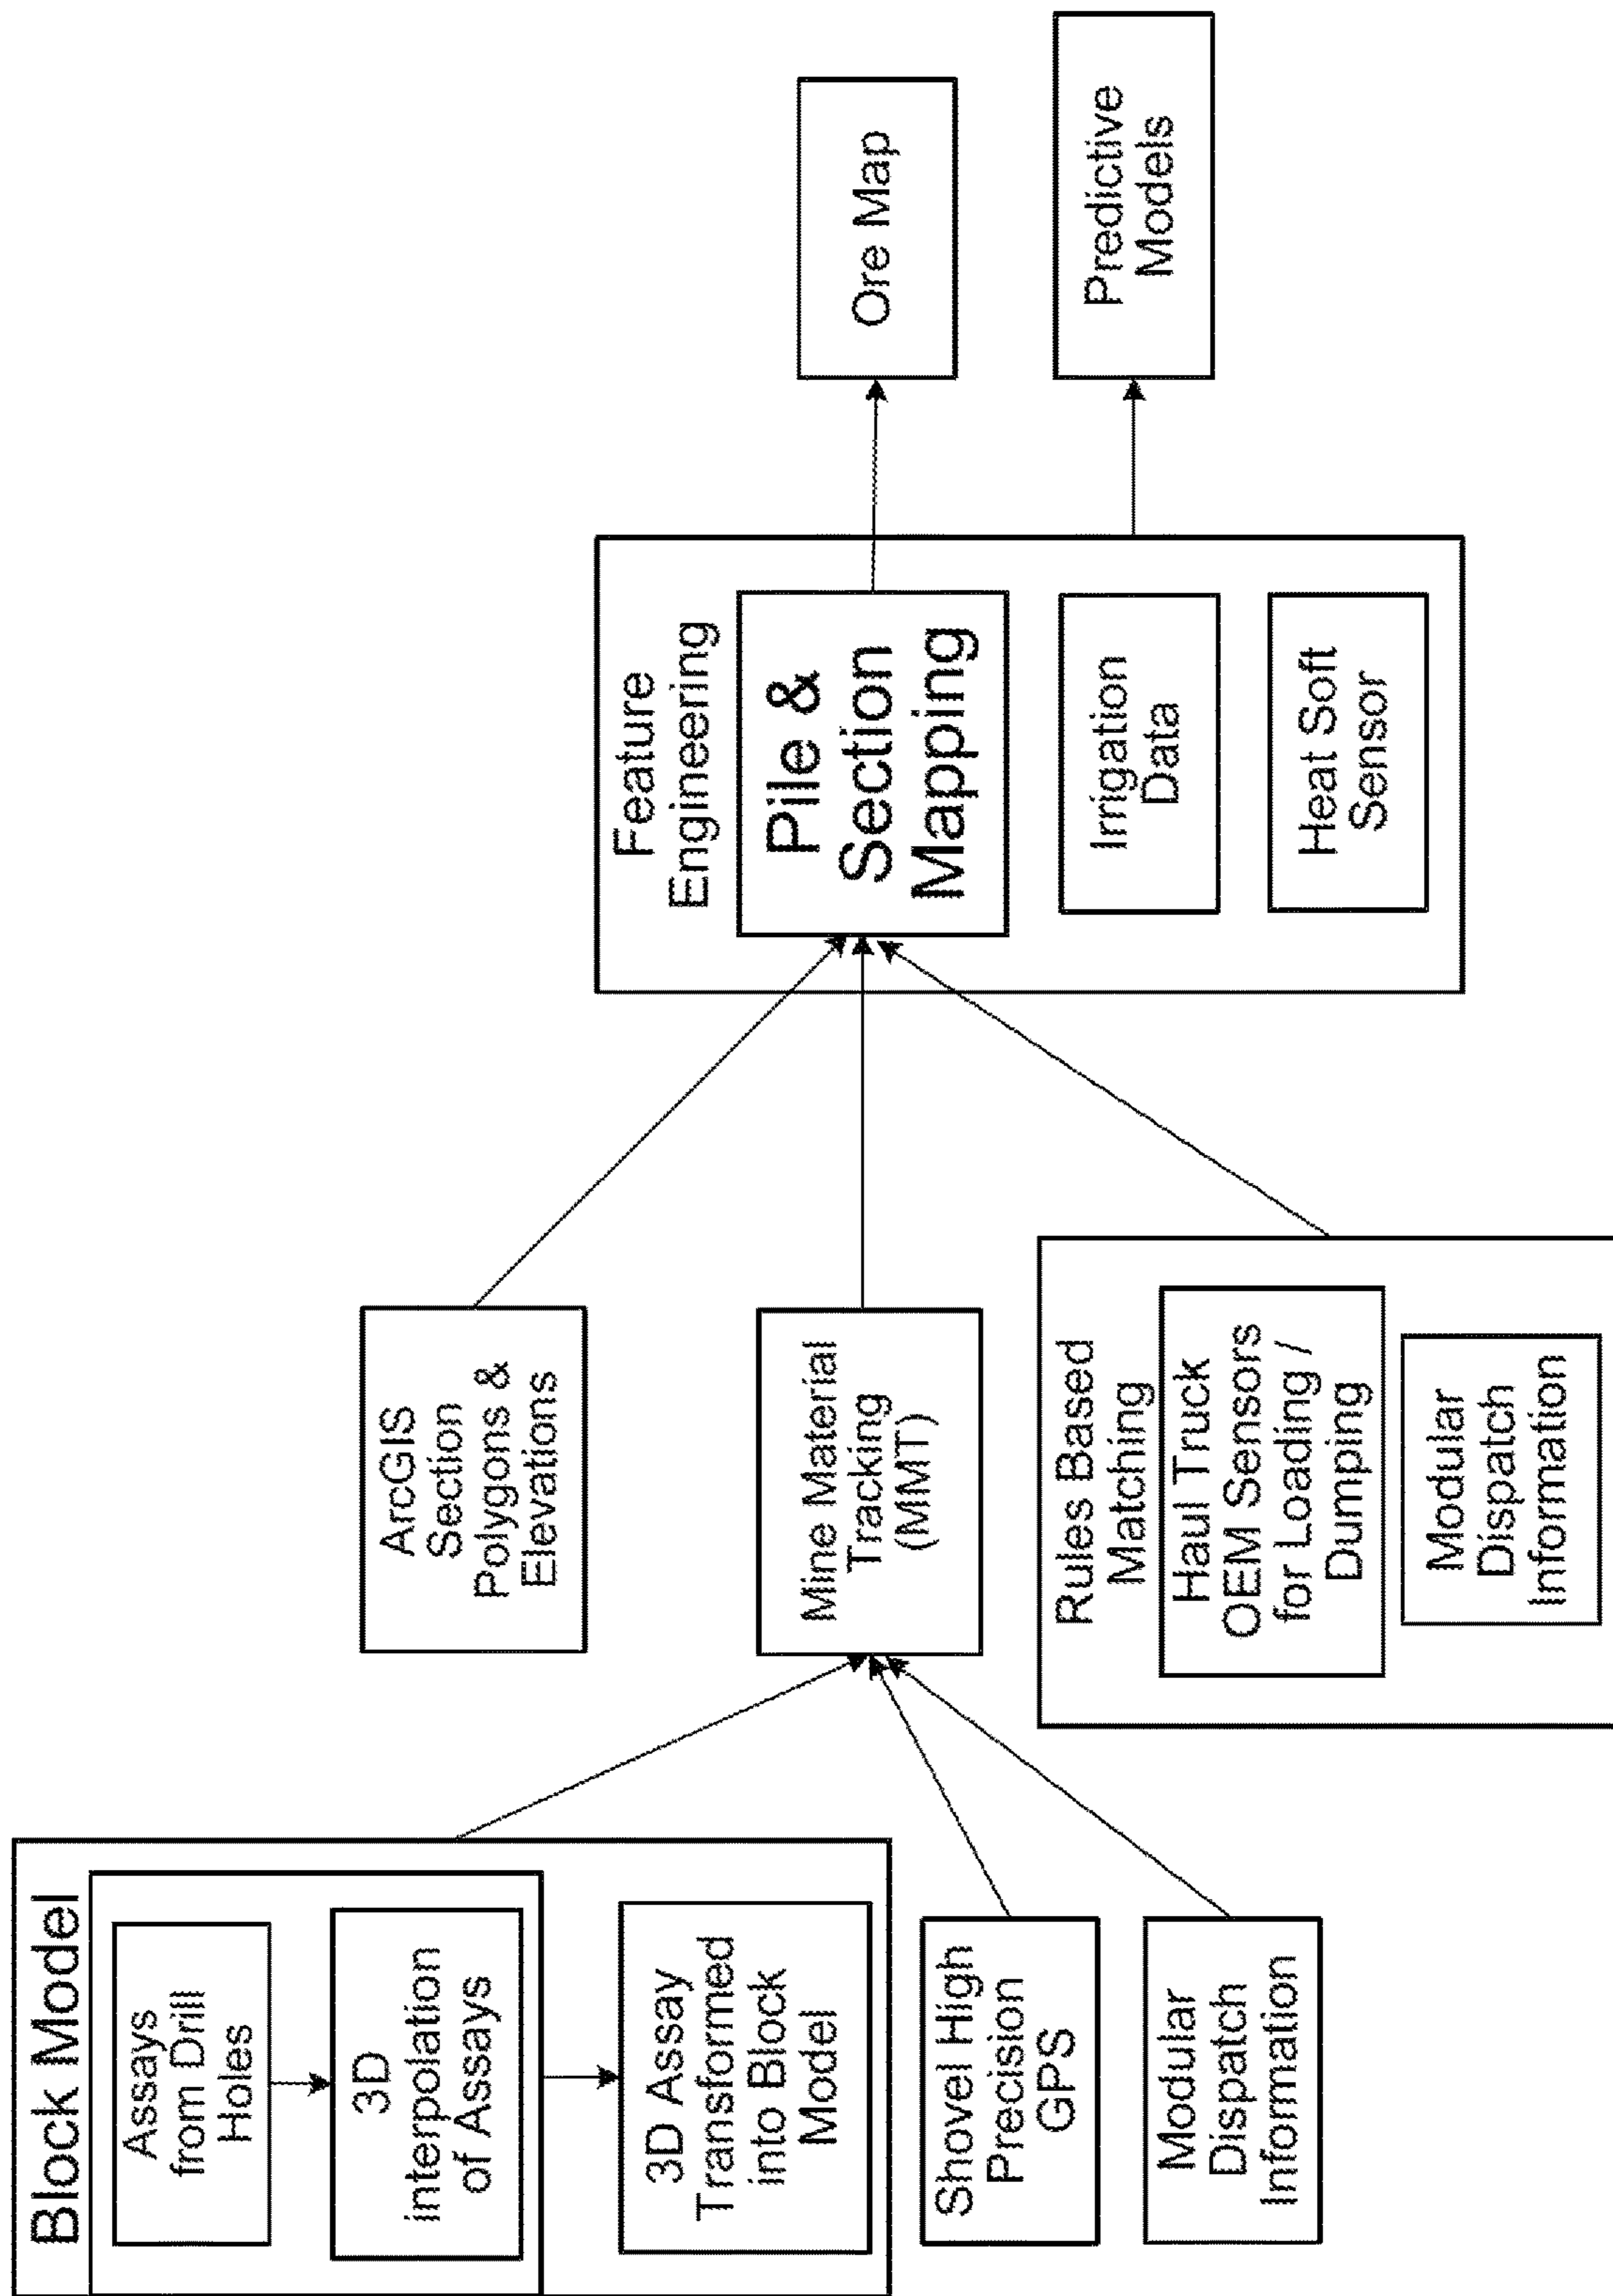 Block Model
Assays
from Drill
Holes
3D
interpolation
of Assays
3D Assay
Transformed
into Block
Model
Shovel High
Precision
GPS
Modular
Dispatch
Information
ArcGIS
Section
Polygons &
Elevations
Mine Material
Tracking
(MMT)
Rules Based
Matching
Haul Truck
OEM Sensors
for Loading /
Dumping
Modular
Dispatch
Information
Feature
Engineering
Pile &
Section
Mapping
Irrigation
Data
Heat Soft
Sensor
Ore Map
Predictive
Models